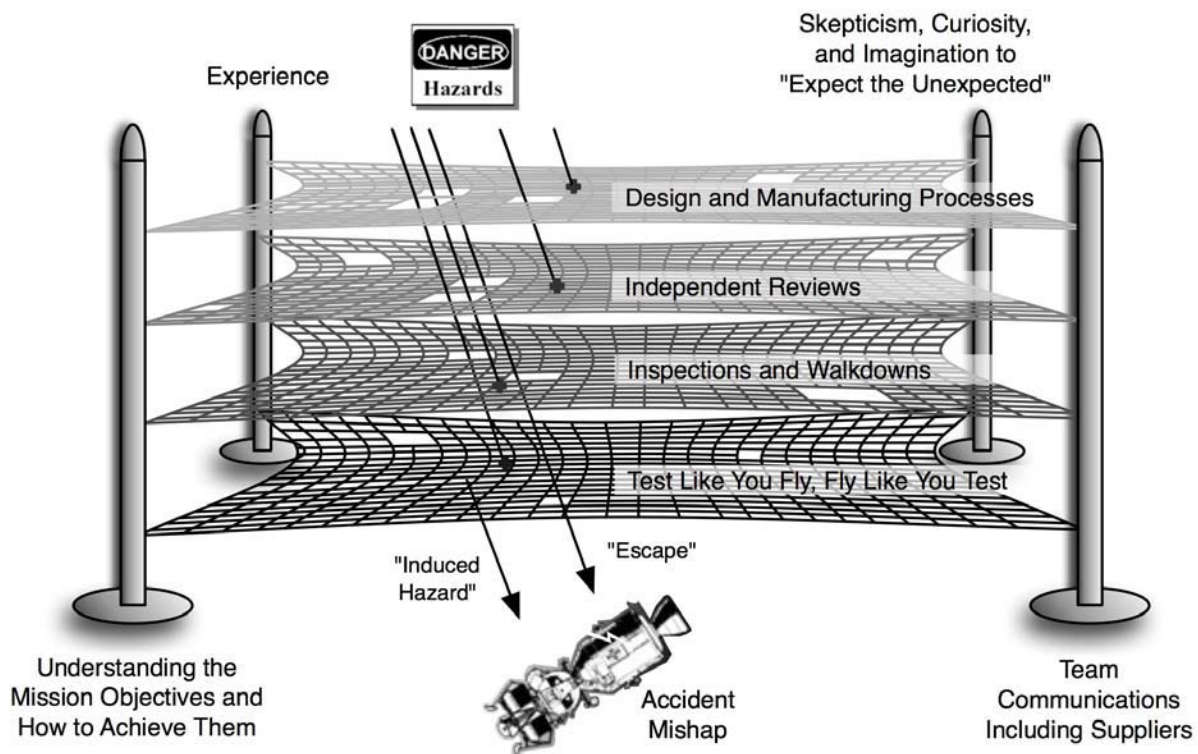 Skepticism, Curiosity,
and Imagination to
"Expect the Unexpected"
Experience
DANGER
Hazards
Design and Manufacturing Processes
Independent Reviews
Inspections and Walkdowns
Test Like You Fly, Fly Like You Test
"Induced
Hazard"
"Escape"
Understanding the
Mission Objectives and
How to Achieve Them
Accident
Mishap
Team
Communications
Including Suppliers